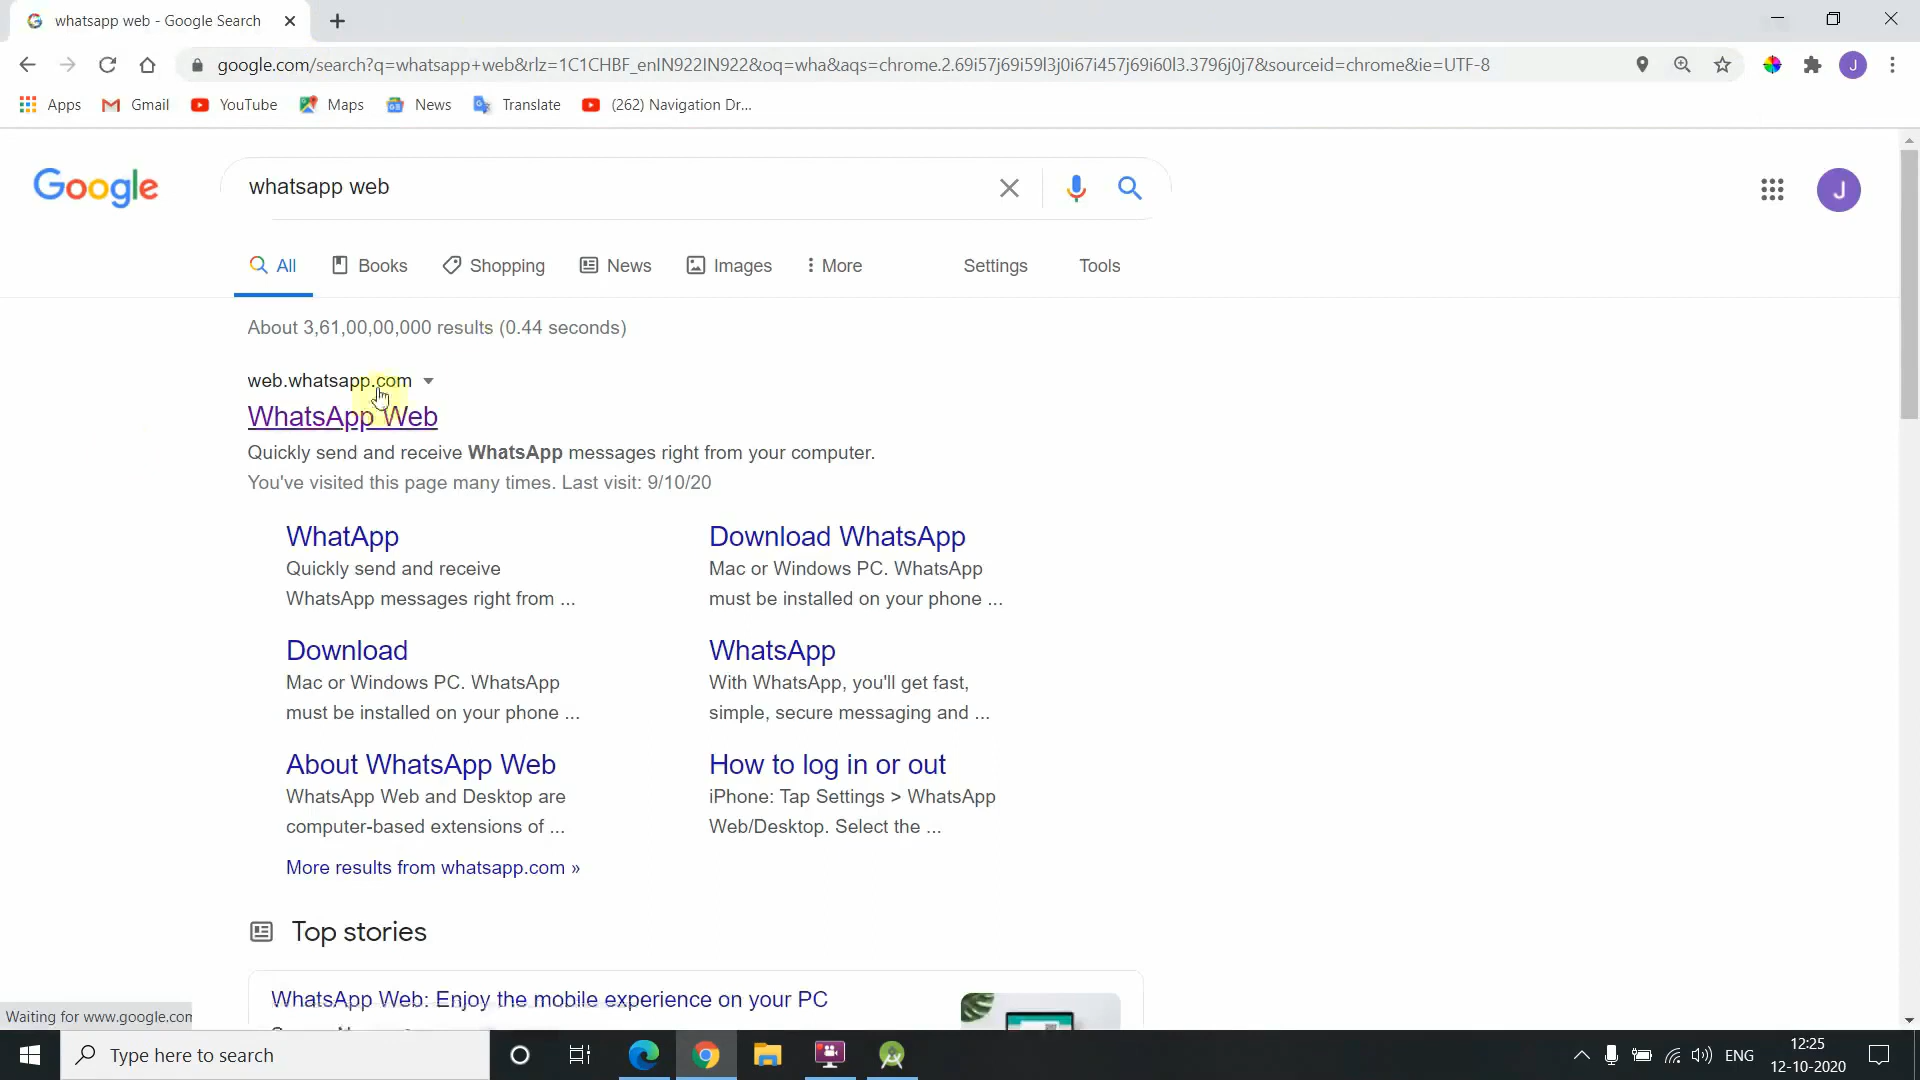 whatsapp web - Google Search
google.com/search?q=whatsapp+web&rlz=1C1CHBF_enIN922IN922&oq=wha&aqs=chrome.2.69i57j69i59l3j0i67i457j69i60l3.3796j0j7&sourceid=chrome&ie=UTF-8
J
Apps Gmail YouTube Maps News Translate (262) Navigation Dr...
Google
whatsapp web
J
All Books Shopping News Images More Settings Tools
About 3,61,00,00,000 results (0.44 seconds)
web.whatsapp.com
WhatsApp Web
Quickly send and receive WhatsApp messages right from your computer.
You've visited this page many times. Last visit: 9/10/20
WhatApp
Quickly send and receive
WhatsApp messages right from ...
Download WhatsApp
Mac or Windows PC. WhatsApp
must be installed on your phone ...
Download
Mac or Windows PC. WhatsApp
must be installed on your phone ...
WhatsApp
With WhatsApp, you'll get fast,
simple, secure messaging and ...
About WhatsApp Web
WhatsApp Web and Desktop are
computer-based extensions of ...
How to log in or out
iPhone: Tap Settings > WhatsApp
Web/Desktop. Select the ...
More results from whatsapp.com »
Top stories
WhatsApp Web: Enjoy the mobile experience on your PC
Waiting for www.google.com
Type here to search
ENG
12:25
12-10-2020